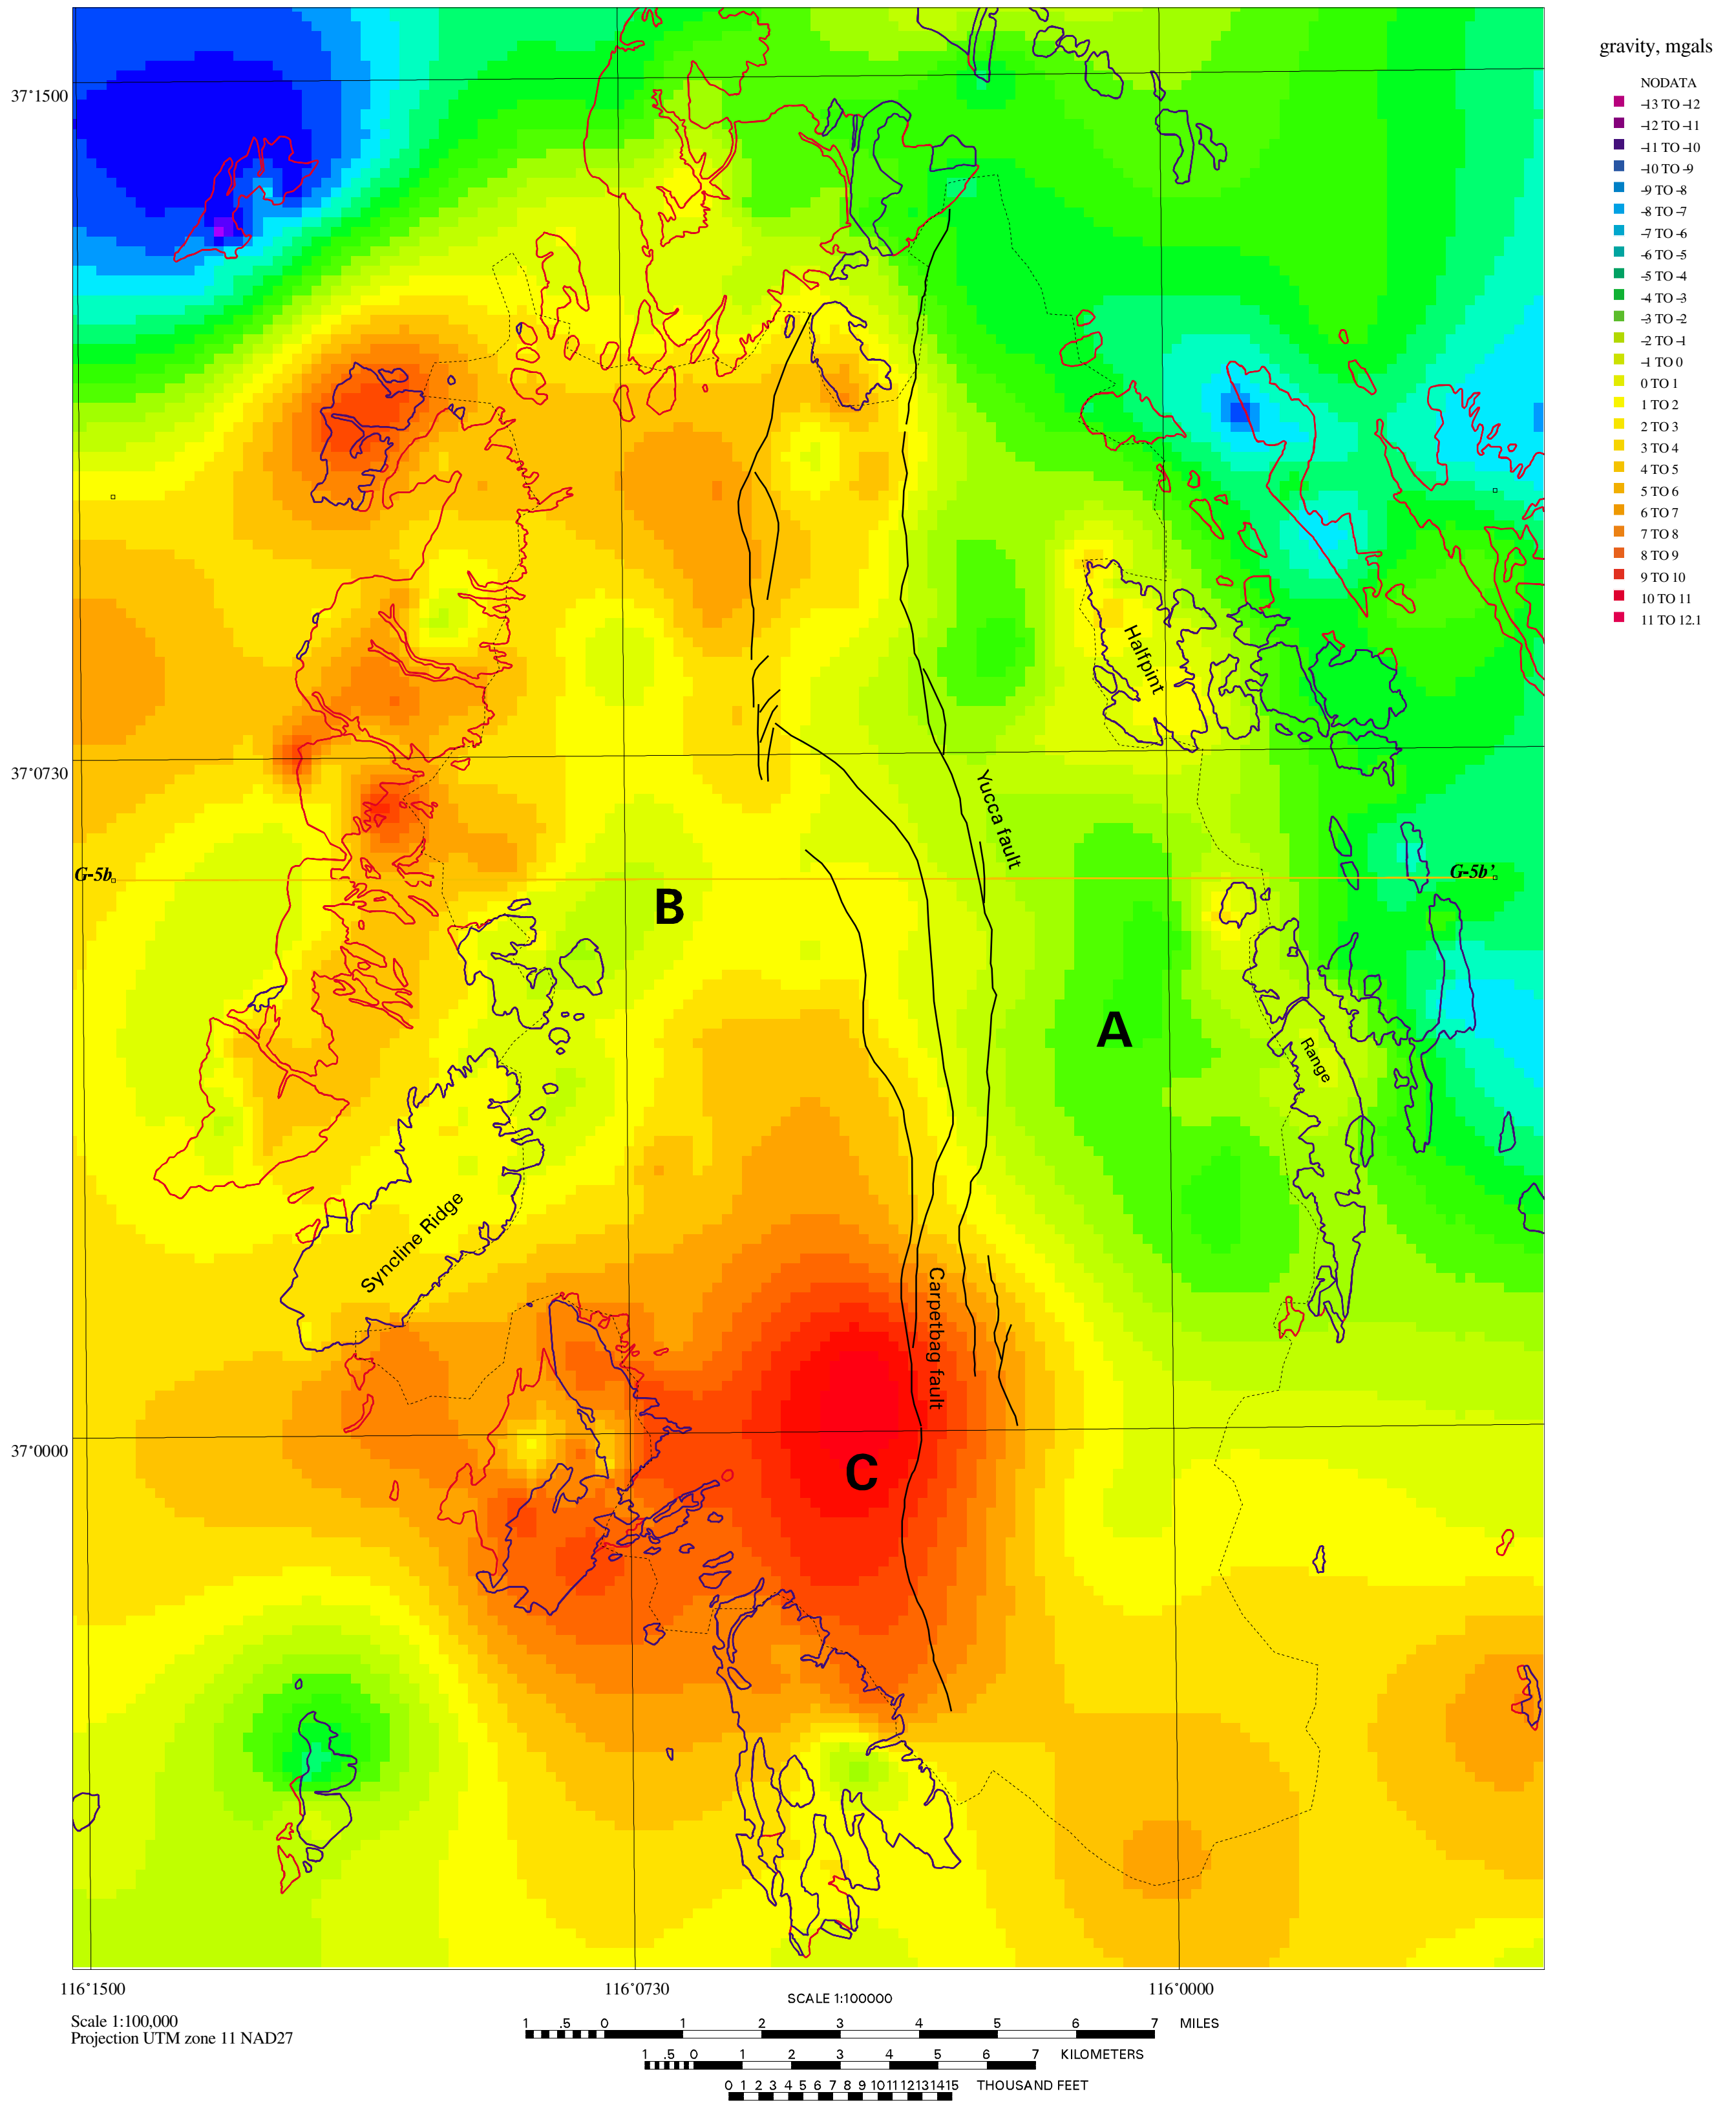 gravity, mgals
NODATA
-13 TO -12
-12 TO -11
-11 TO -10
-10 TO -9
-9 TO -8
-8 TO -7
-7 TO -6
-6 TO -5
-5 TO -4
-4 TO -3
-3 TO -2
-2 TO -1
-1 TO 0
0 TO 1
1 TO 2
2 TO 3
3 TO 4
4 TO 5
5 TO 6
6 TO 7
7 TO 8
8 TO 9
9 TO 10
10 TO 11
11 TO 12.1
37°1500
Halfpint
37°0730
Yucca fault
G-5b
G-5b'
B
A
Range
Syncline Ridge
Carpetbag fault
37°0000
C
116°1500
116°0730
116°0000
SCALE 1:100000
Scale 1:100,000
Projection UTM zone 11 NAD27
1 .5 0 1 2 3 4 5 6 7 MILES
1 .5 0 1 2 3 4 5 6 7 KILOMETERS
0 1 2 3 4 5 6 7 8 9 10 11 12 13 14 15 THOUSAND FEET